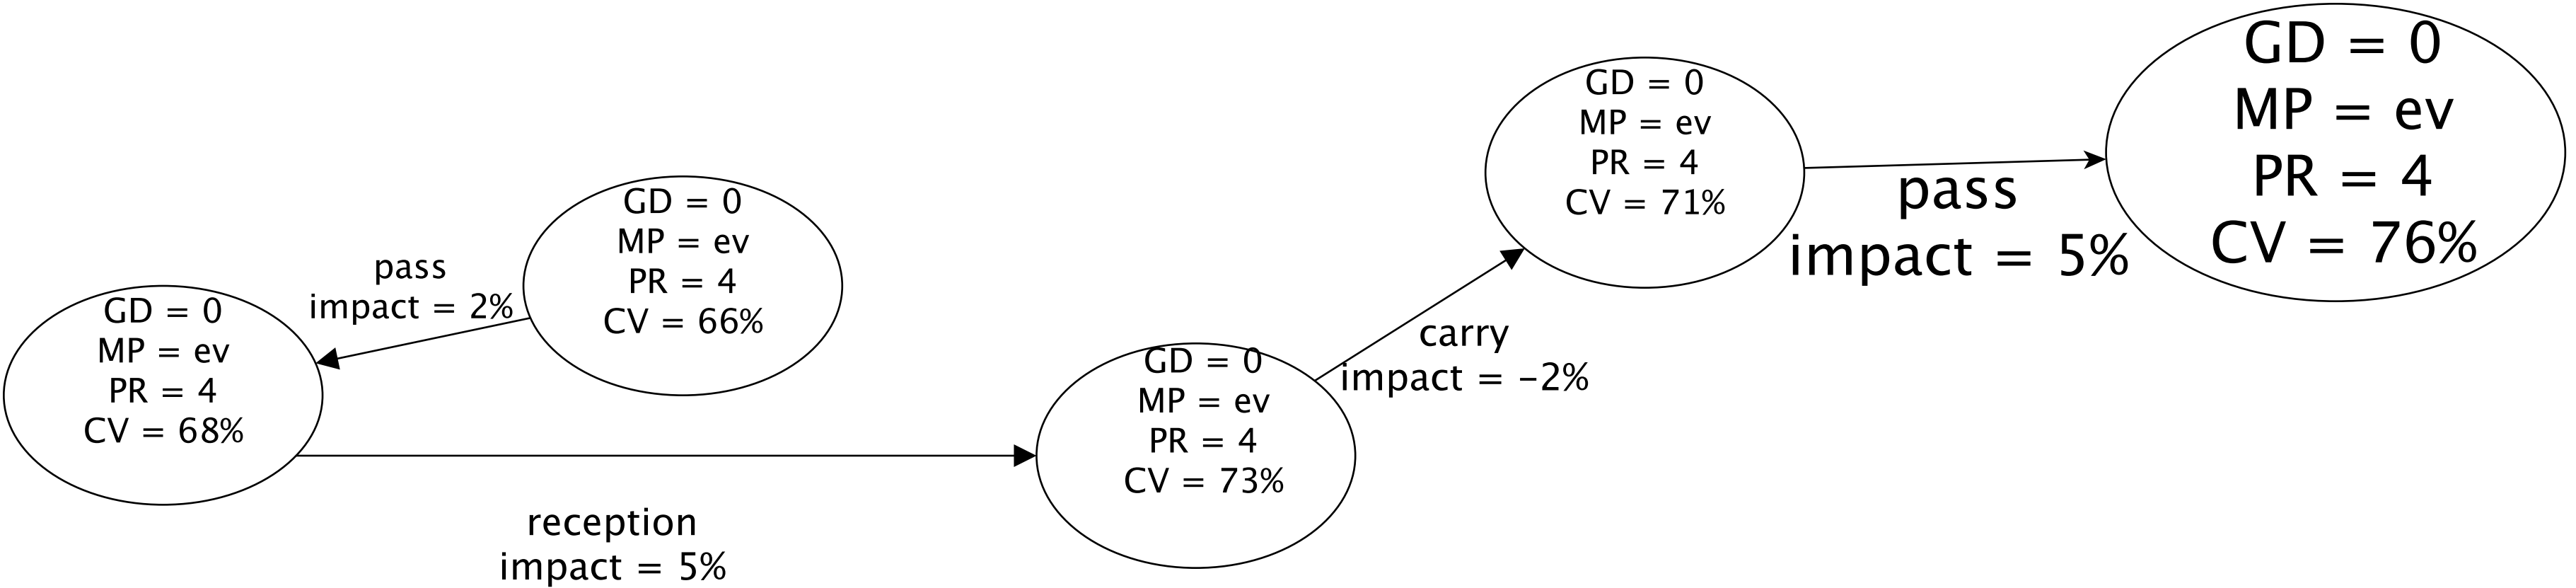 GD = 0
MP = ev
PR = 4
CV = 68%
pass
impact = 2%
GD = 0
MP = ev
PR = 4
CV = 66%
reception
impact = 5%
GD = 0
MP = ev
PR = 4
CV = 73%
carry
impact = −2%
GD = 0
MP = ev
PR = 4
CV = 71%
pass
impact = 5%
GD = 0
MP = ev
PR = 4
CV = 76%